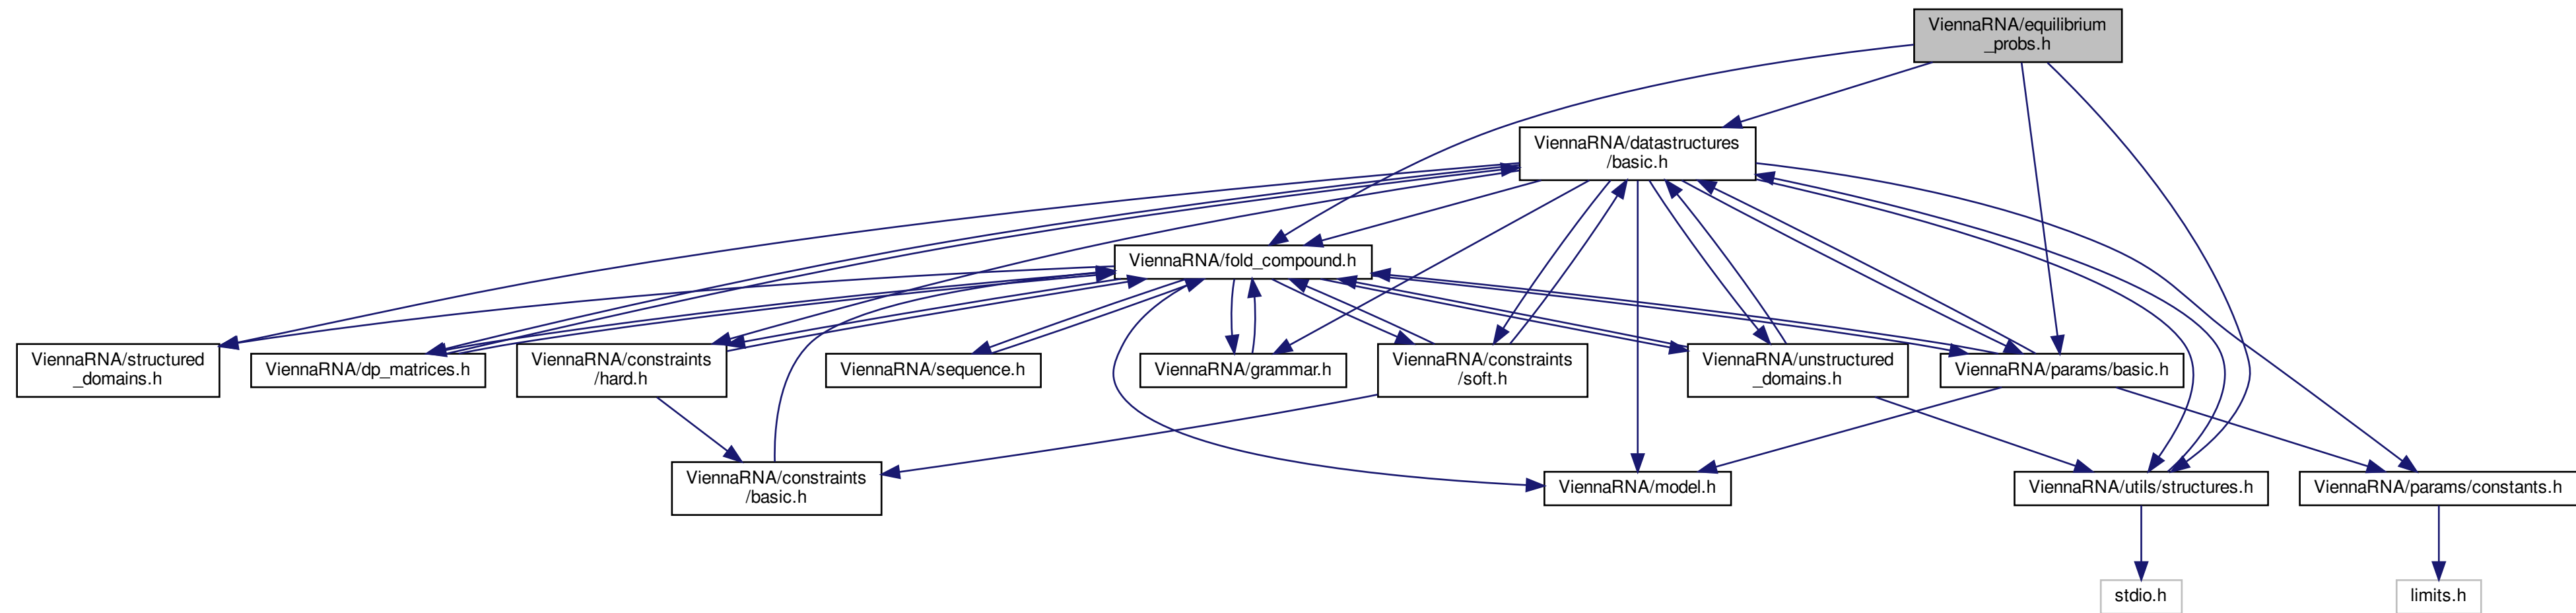 ViennaRNA/equilibrium
_probs.h
ViennaRNA/datastructures
/basic.h
ViennaRNA/fold_compound.h
ViennaRNA/structured
_domains.h
ViennaRNA/dp_matrices.h
ViennaRNA/constraints
/hard.h
ViennaRNA/sequence.h
ViennaRNA/grammar.h
ViennaRNA/constraints
/soft.h
ViennaRNA/unstructured
_domains.h
ViennaRNA/params/basic.h
ViennaRNA/constraints
/basic.h
ViennaRNA/model.h
ViennaRNA/utils/structures.h
ViennaRNA/params/constants.h
stdio.h
limits.h